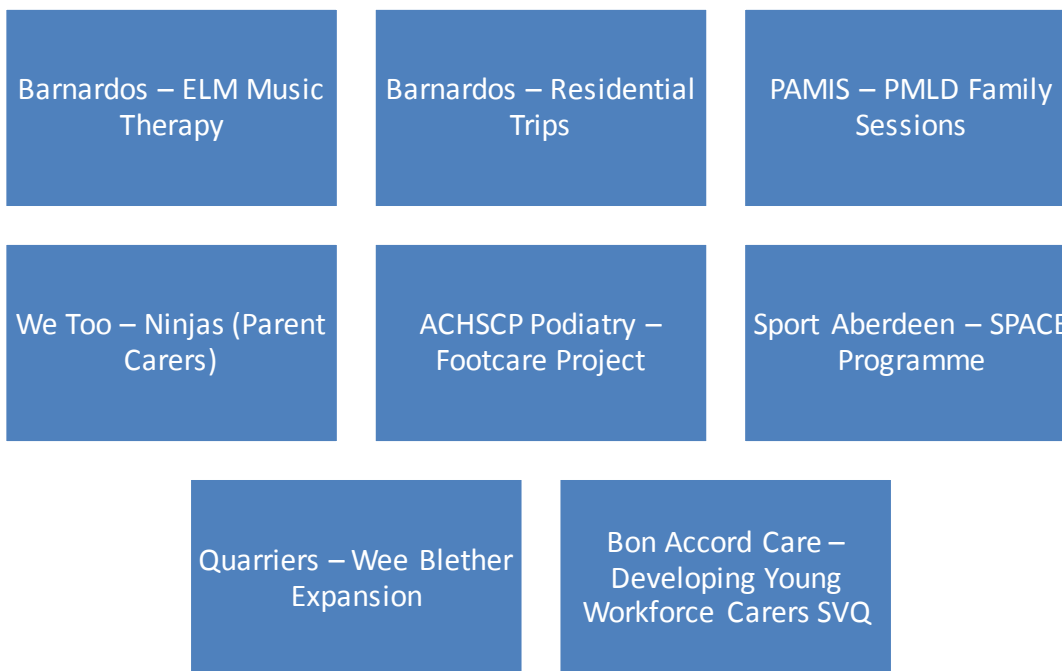 Barnardos – ELM Music
Therapy
Barnardos – Residential
Trips
PAMIS – PMLD Family
Sessions
We Too – Ninjas (Parent
Carers)
ACHSCP Podiatry –
Footcare Project
Sport Aberdeen – SPACE
Programme
Quarriers – Wee Blether
Expansion
Bon Accord Care –
Developing Young
Workforce Carers SVQ